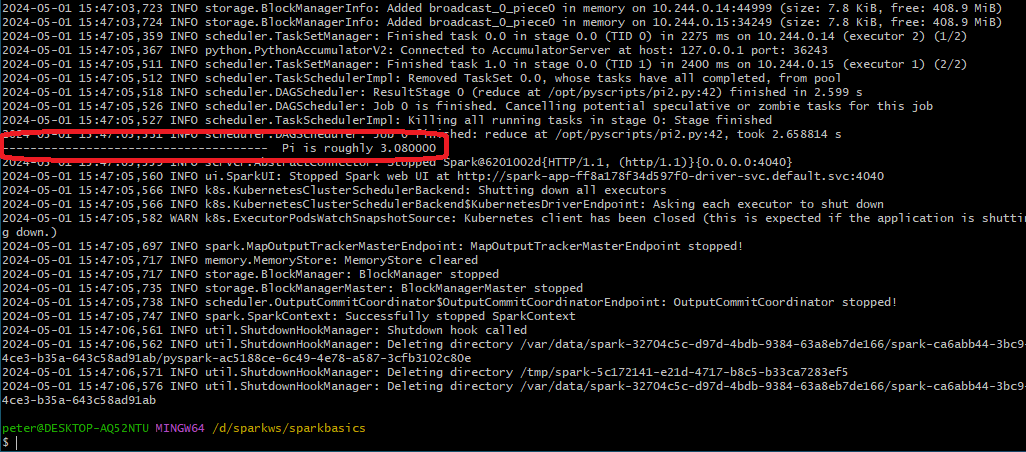 2024-05-01 15:47:03,723 INFO storage.BlockManagerInfo: Added broadcast_0_piece0 in memory on 10.244.0.14:44999 (size: 7.8 KiB, free: 408.9 MiB)
2024-05-01 15:47:03,724 INFO storage.BlockManagerInfo: Added broadcast_0_piece0 in memory on 10.244.0.15:34249 (size: 7.8 KiB, free: 408.9 MiB)
2024-05-01 15:47:05,359 INFO scheduler.TaskSetManager: Finished task 0.0 in stage 0.0 (TID 0) in 2275 ms on 10.244.0.14 (executor 2) (1/2)
2024-05-01 15:47:05,367 INFO python.PythonAccumulatorV2: Connected to AccumulatorServer at host: 127.0.0.1 port: 36243
2024-05-01 15:47:05,511 INFO scheduler.TaskSetManager: Finished task 1.0 in stage 0.0 (TID 1) in 2400 ms on 10.244.0.15 (executor 1) (2/2)
2024-05-01 15:47:05,512 INFO scheduler.TaskSchedulerImpl: Removed TaskSet 0.0, whose tasks have all completed, from pool
2024-05-01 15:47:05,518 INFO scheduler.DAGScheduler: ResultStage 0 (reduce at /opt/pyscripts/pi2.py:42) finished in 2.599 s
2024-05-01 15:47:05,526 INFO scheduler.DAGScheduler: Job 0 is finished. Cancelling potential speculative or zombie tasks for this job
2024-05-01 15:47:05,527 INFO scheduler.TaskSchedulerImpl: Killing all running tasks in stage 0: Stage finished
2024-05-01 15:47:05,531 INFO scheduler.DAGScheduler: Job 0 finished: reduce at /opt/pyscripts/pi2.py:42, took 2.658814 s
------------------------------------ Pi is roughly 3.080000
2024-05-01 15:47:05,555 INFO server.AbstractConnector: Stopped Spark@6201002d{HTTP/1.1, (http/1.1)}{0.0.0.0:4040}
2024-05-01 15:47:05,560 INFO ui.SparkUI: Stopped Spark web UI at http://spark-app-ff8a178f34d597f0-driver-svc.default.svc:4040
2024-05-01 15:47:05,566 INFO k8s.KubernetesClusterSchedulerBackend: Shutting down all executors
2024-05-01 15:47:05,566 INFO k8s.KubernetesClusterSchedulerBackend$KubernetesDriverEndpoint: Asking each executor to shut down
2024-05-01 15:47:05,582 WARN k8s.ExecutorPodsWatchSnapshotSource: Kubernetes client has been closed (this is expected if the application is shuttin
g down.)
2024-05-01 15:47:05,697 INFO spark.MapOutputTrackerMasterEndpoint: MapOutputTrackerMasterEndpoint stopped!
2024-05-01 15:47:05,717 INFO memory.MemoryStore: MemoryStore cleared
2024-05-01 15:47:05,717 INFO storage.BlockManager: BlockManager stopped
2024-05-01 15:47:05,735 INFO storage.BlockManagerMaster: BlockManagerMaster stopped
2024-05-01 15:47:05,738 INFO scheduler.OutputCommitCoordinator$OutputCommitCoordinatorEndpoint: OutputCommitCoordinator stopped!
2024-05-01 15:47:05,747 INFO spark.SparkContext: Successfully stopped SparkContext
2024-05-01 15:47:06,561 INFO util.ShutdownHookManager: Shutdown hook called
2024-05-01 15:47:06,562 INFO util.ShutdownHookManager: Deleting directory /var/data/spark-32704c5c-d97d-4bdb-9384-63a8eb7de166/spark-ca6abb44-3bc9-
4ce3-b35a-643c58ad91ab/pyspark-ac5188ce-6c49-4e78-a587-3cfb3102c80e
2024-05-01 15:47:06,571 INFO util.ShutdownHookManager: Deleting directory /tmp/spark-5c172141-e21d-4717-b8c5-b33ca7283ef5
2024-05-01 15:47:06,576 INFO util.ShutdownHookManager: Deleting directory /var/data/spark-32704c5c-d97d-4bdb-9384-63a8eb7de166/spark-ca6abb44-3bc9-
4ce3-b35a-643c58ad91ab
peter@DESKTOP-AQ52NTU MINGW64 /d/sparkws/sparkbasics
$